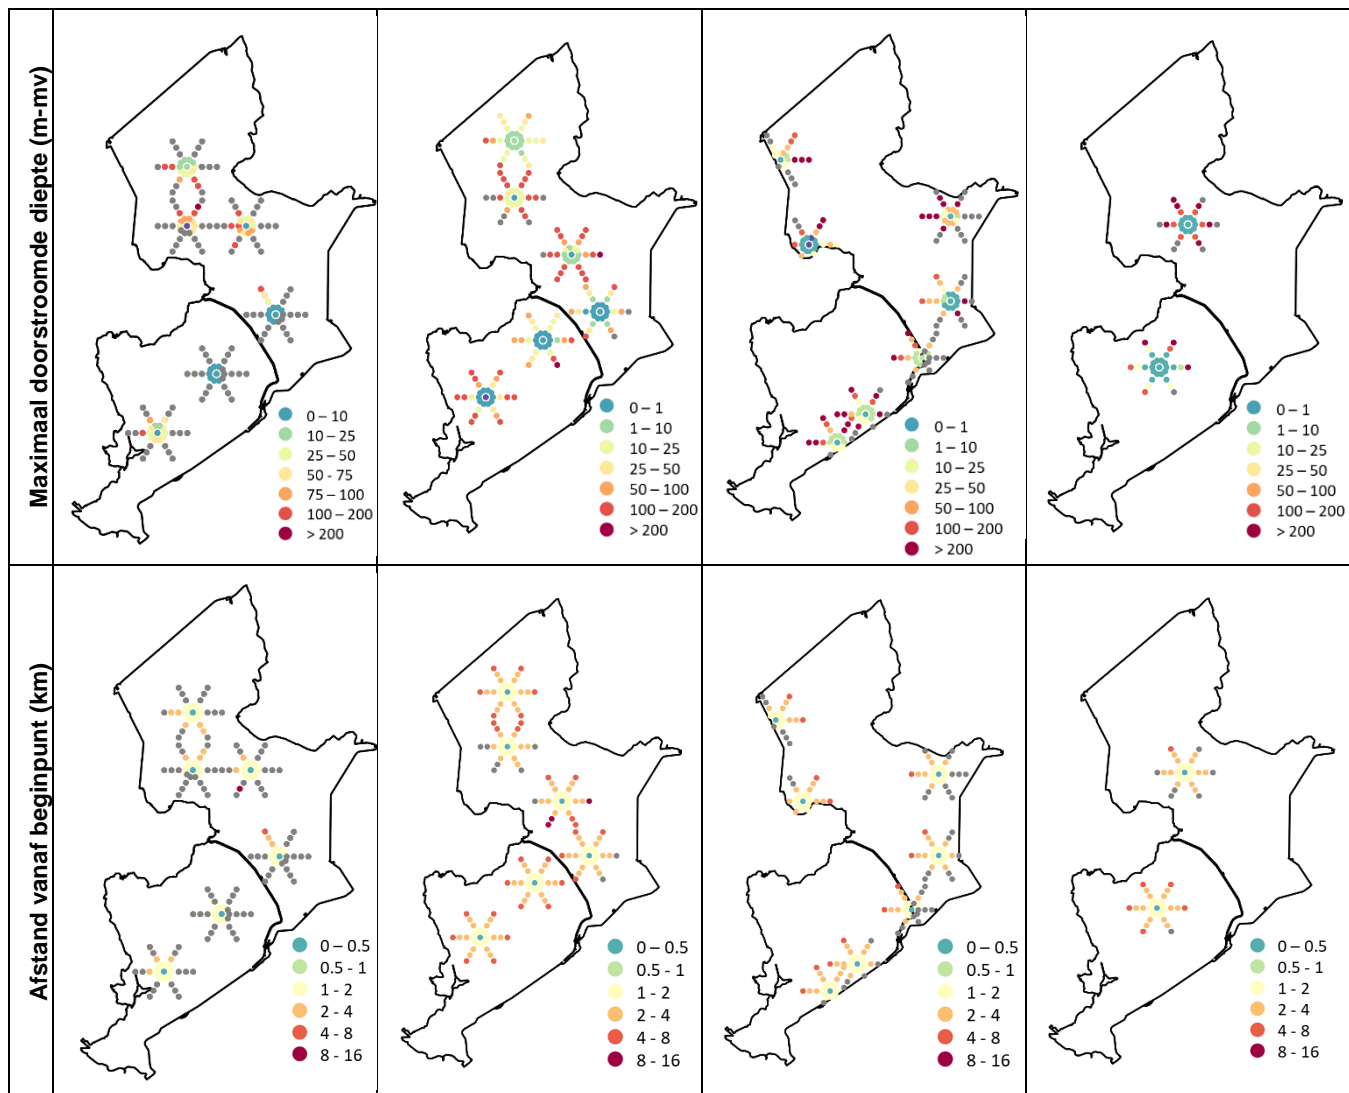 Maximaal doorstroomde diepte (m-mv)
0 – 10
10 – 25
25 – 50
50 - 75
75 – 100
100 – 200
> 200
0 – 1
1 – 10
10 – 25
25 – 50
50 – 100
100 – 200
> 200
0 – 1
1 – 10
10 – 25
25 – 50
50 – 100
100 – 200
> 200
0 – 1
1 – 10
10 – 25
25 – 50
50 – 100
100 – 200
> 200
Afstand vanaf beginpunt (km)
0 – 0.5
0.5 - 1
1 - 2
2 - 4
4 - 8
8 - 16
0 – 0.5
0.5 - 1
1 - 2
2 - 4
4 - 8
8 - 16
0 – 0.5
0.5 - 1
1 - 2
2 - 4
4 - 8
8 - 16
0 – 0.5
0.5 - 1
1 - 2
2 - 4
4 - 8
8 - 16